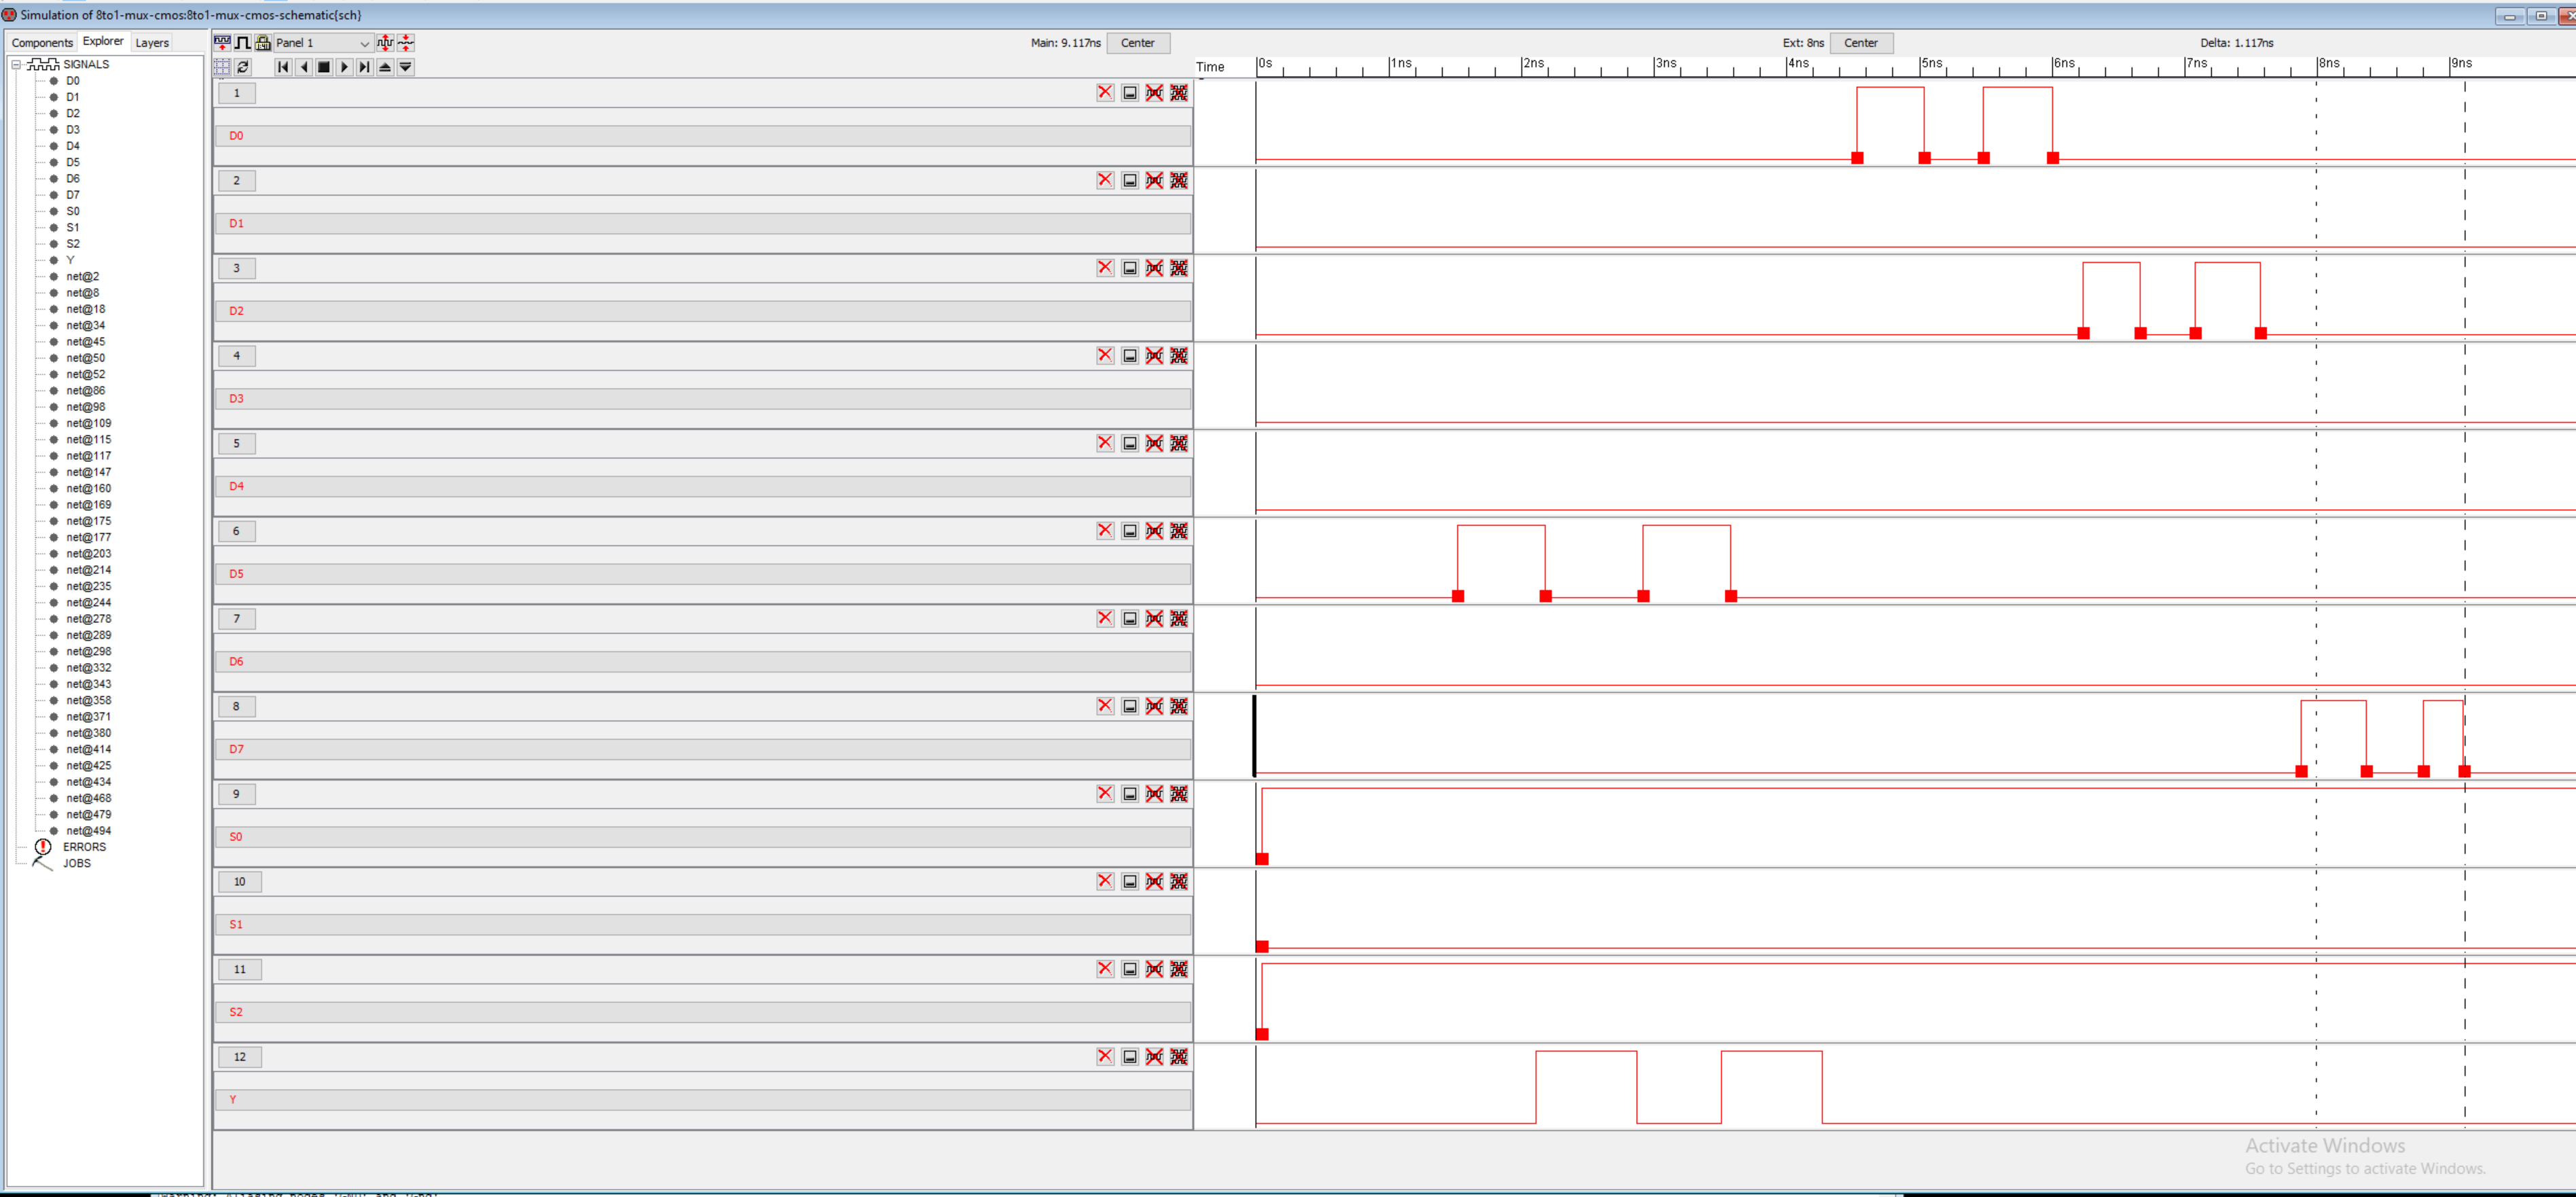 Simulation of 8to1-mux-cmos:8to1-mux-cmos-schematic{sch}
Components Explorer Layers
Panel 1
Main: 9.117ns Center Ext: 8ns Center Delta: 1.117ns
Time 0s 1ns 2ns 3ns 4ns 5ns 6ns 7ns 8ns 9ns
SIGNALS
D0
D1
D2
D3
D4
D5
D6
D7
S0
S1
S2
Y
net@2
net@8
net@18
net@34
net@45
net@50
net@52
net@86
net@98
net@109
net@115
net@117
net@147
net@160
net@169
net@175
net@177
net@203
net@214
net@235
net@244
net@278
net@289
net@298
net@332
net@343
net@358
net@371
net@380
net@414
net@425
net@434
net@468
net@479
net@494
ERRORS
JOBS
1
D0
2
D1
3
D2
4
D3
5
D4
6
D5
7
D6
8
D7
9
S0
10
S1
11
S2
12
Y
Activate Windows
Go to Settings to activate Windows.